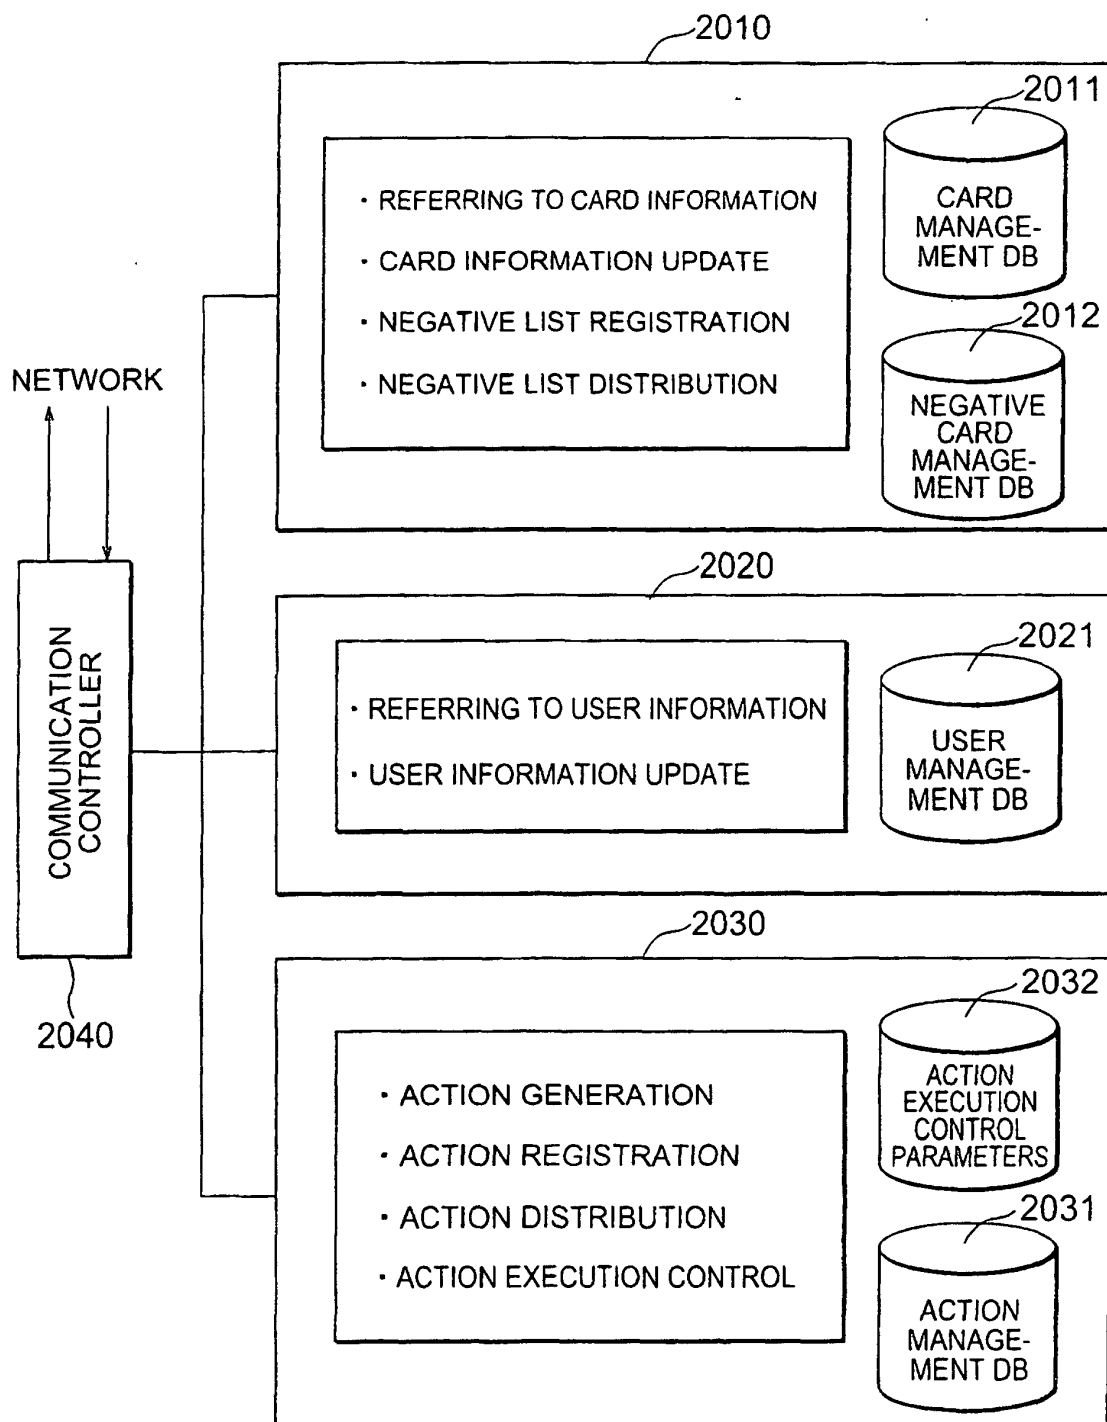 2010
2011
· REFERRING TO CARD INFORMATION
· CARD INFORMATION UPDATE
· NEGATIVE LIST REGISTRATION
· NEGATIVE LIST DISTRIBUTION
CARD
MANAGE-
MENT DB
2012
NEGATIVE
CARD
MANAGE-
MENT DB
NETWORK
COMMUNICATION
CONTROLLER
2040
2020
2021
· REFERRING TO USER INFORMATION
· USER INFORMATION UPDATE
USER
MANAGE-
MENT DB
2030
2032
· ACTION GENERATION
· ACTION REGISTRATION
· ACTION DISTRIBUTION
· ACTION EXECUTION CONTROL
ACTION
EXECUTION
CONTROL
PARAMETERS
2031
ACTION
MANAGE-
MENT DB